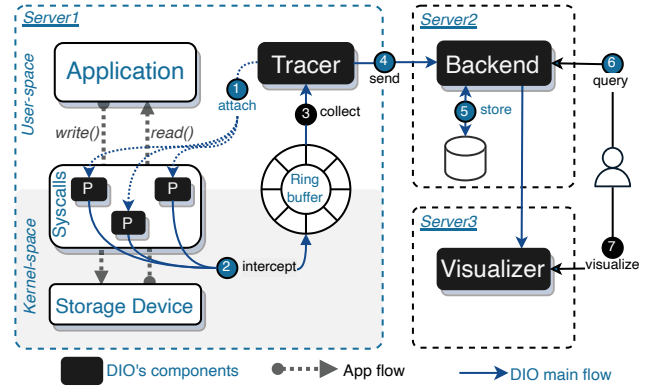 Server1
Server2
Application
Tracer
4
send
Backend
6
query
User-space
1
attach
3
collect
5
store
write()
read()
Syscalls
P
P
P
Ring
buffer
Kernel-space
2
intercept
Server3
7
visualize
Visualizer
Storage Device
DIO's components
App flow
DIO main flow